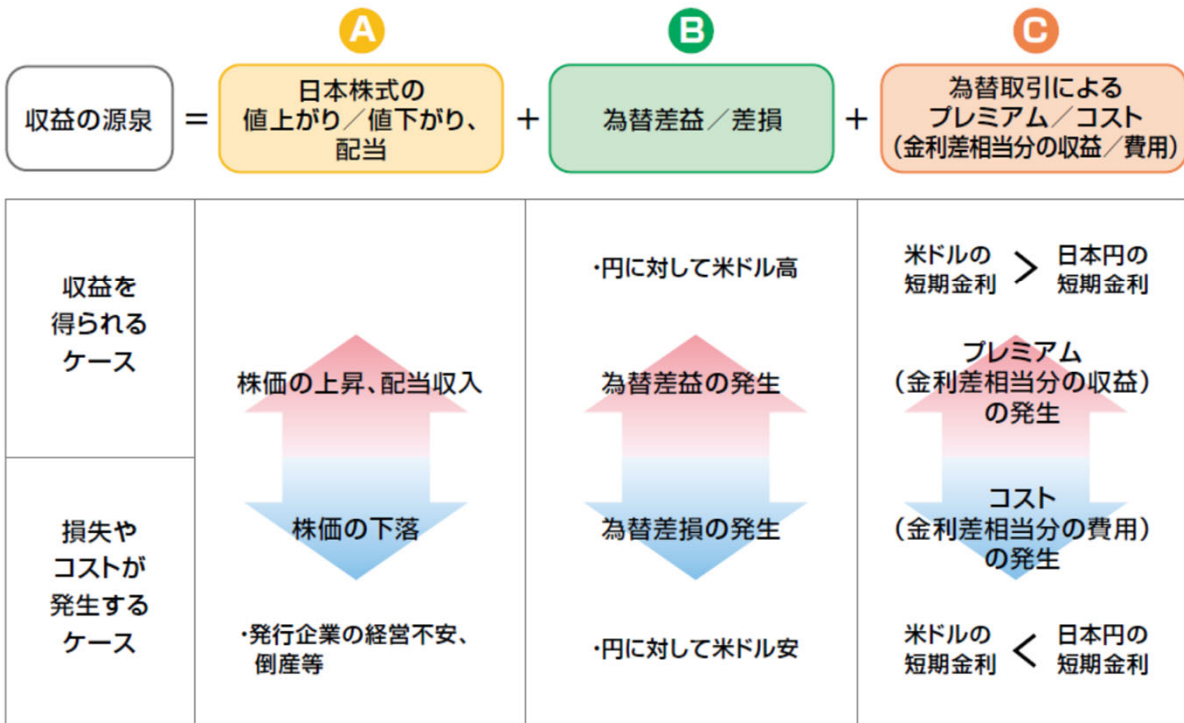 A
B
C
収益の源泉
=
日本株式の
値上がり／値下がり、
配当
+
為替差益／差損
+
為替取引による
プレミアム／コスト
(金利差相当分の収益／費用)
収益を
得られる
ケース
株価の上昇、配当収入
・円に対して米ドル高
為替差益の発生
米ドルの
短期金利
>
日本円の
短期金利
プレミアム
(金利差相当分の収益)
の発生
損失や
コストが
発生する
ケース
株価の下落
・発行企業の経営不安、
倒産等
為替差損の発生
・円に対して米ドル安
コスト
(金利差相当分の費用)
の発生
米ドルの
短期金利
<
日本円の
短期金利